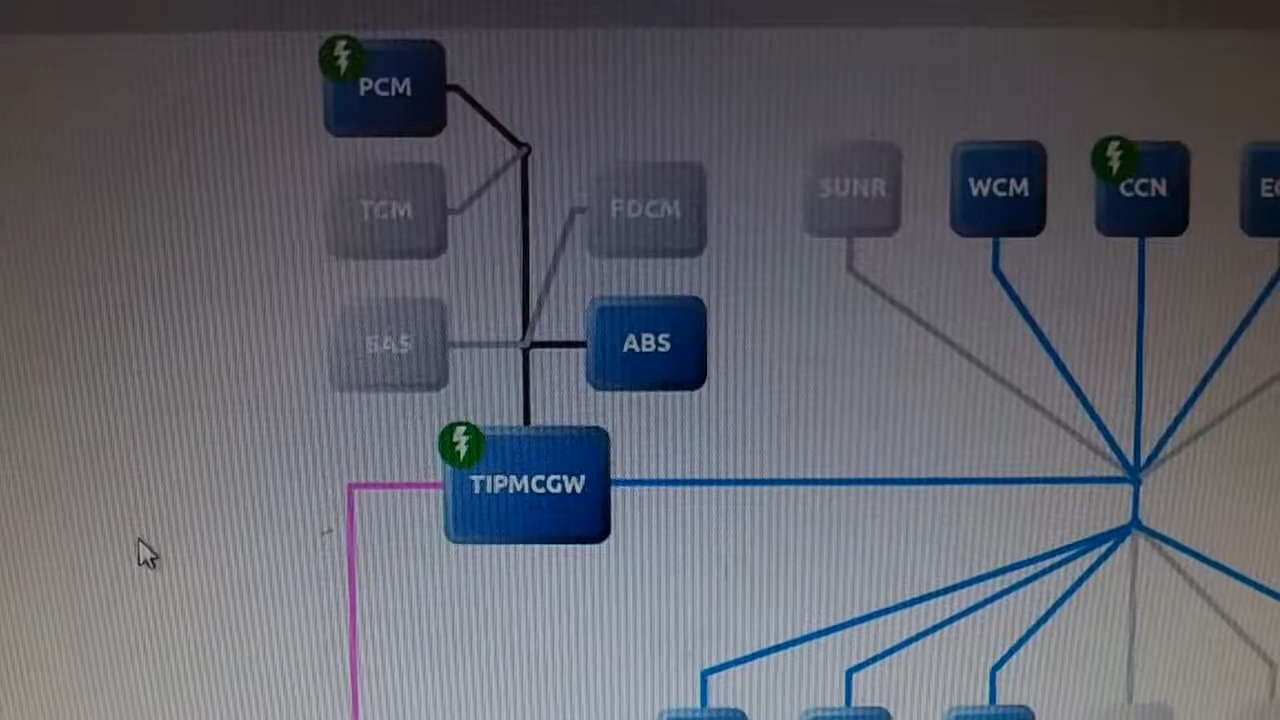 PCM
TCM
FDCM
SUNR
WCM
CCN
SAS
ABS
TIPMCGW